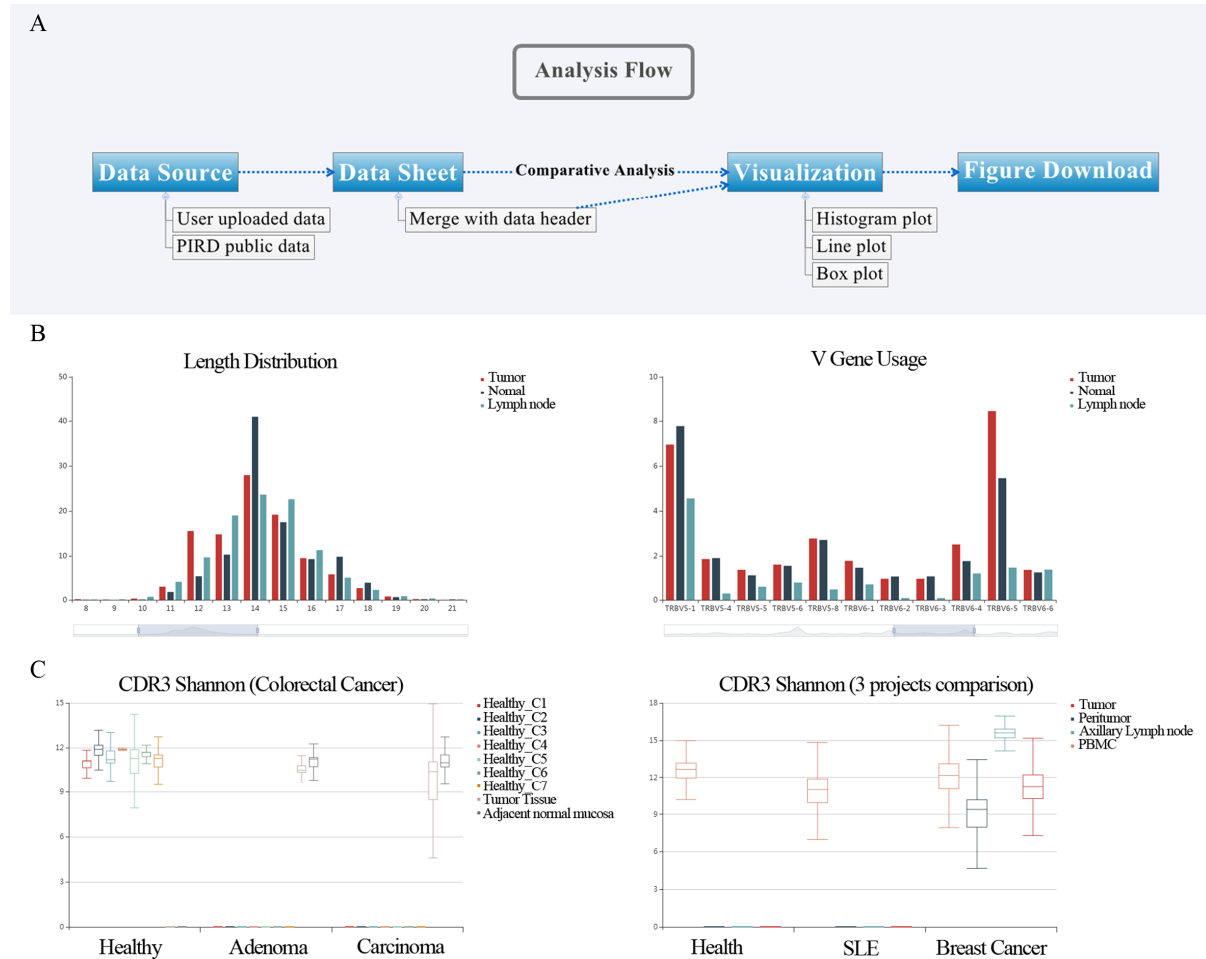 A
Analysis Flow
Data Source
Data Sheet
Comparative Analysis
Visualization
Figure Download
User uploaded data
PIRD public data
Merge with data header
Histogram plot
Line plot
Box plot
B
Length Distribution
50
40
30
20
10
0
8 9 10 11 12 13 14 15 16 17 18 19 20 21
Tumor
Nomal
Lymph node
V Gene Usage
10
8
6
4
2
0
TRBV5-1 TRBV5-4 TRBV5-5 TRBV5-6 TRBV5-8 TRBV6-1 TRBV6-2 TRBV6-3 TRBV6-4 TRBV6-5 TRBV6-6
Tumor
Nomal
Lymph node
C
CDR3 Shannon (Colorectal Cancer)
15
12
9
6
3
0
Healthy Adenoma Carcinoma
Healthy_C1
Healthy_C2
Healthy_C3
Healthy_C4
Healthy_C5
Healthy_C6
Healthy_C7
Tumor Tissue
Adjacent normal mucosa
CDR3 Shannon (3 projects comparison)
18
15
12
9
6
3
0
Health SLE Breast Cancer
Tumor
Peritumor
Axillary Lymph node
PBMC